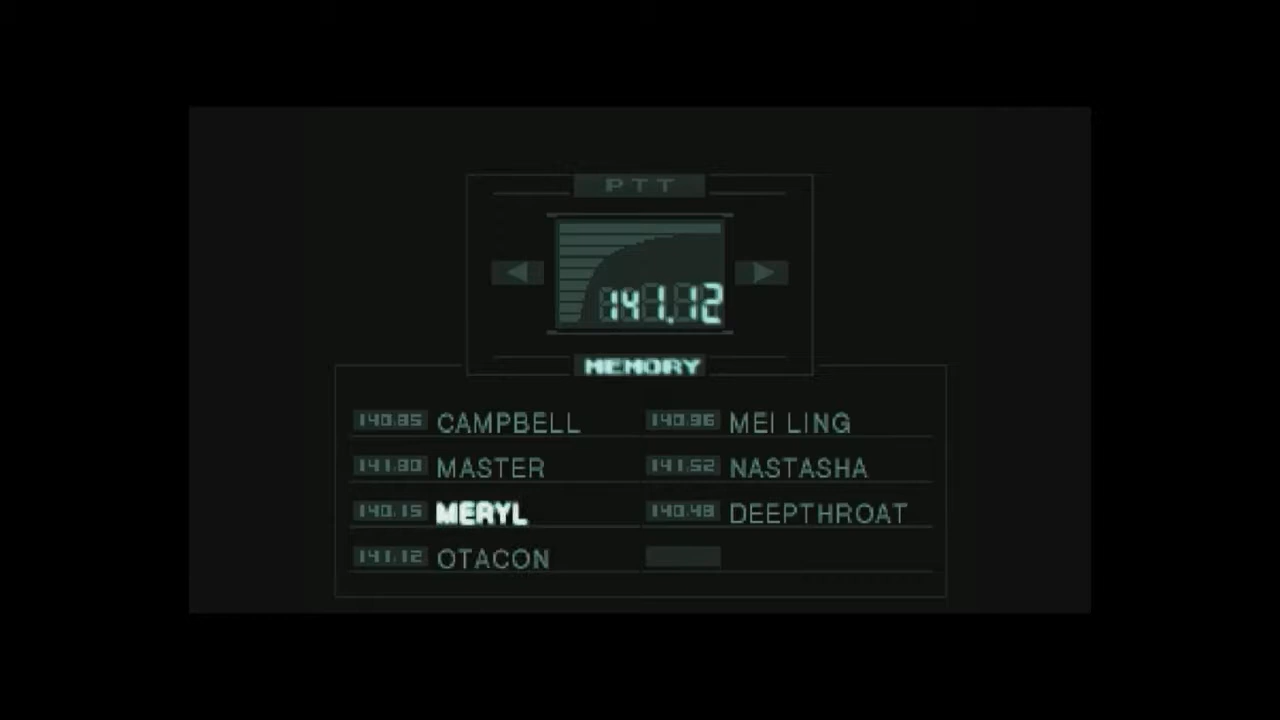 PTT
141.12
MEMORY
140.85 CAMPBELL 140.96 MEI LING
141.80 MASTER 141.52 NASTASHA
140.15 MERYL 140.48 DEEPTHROAT
141.12 OTACON